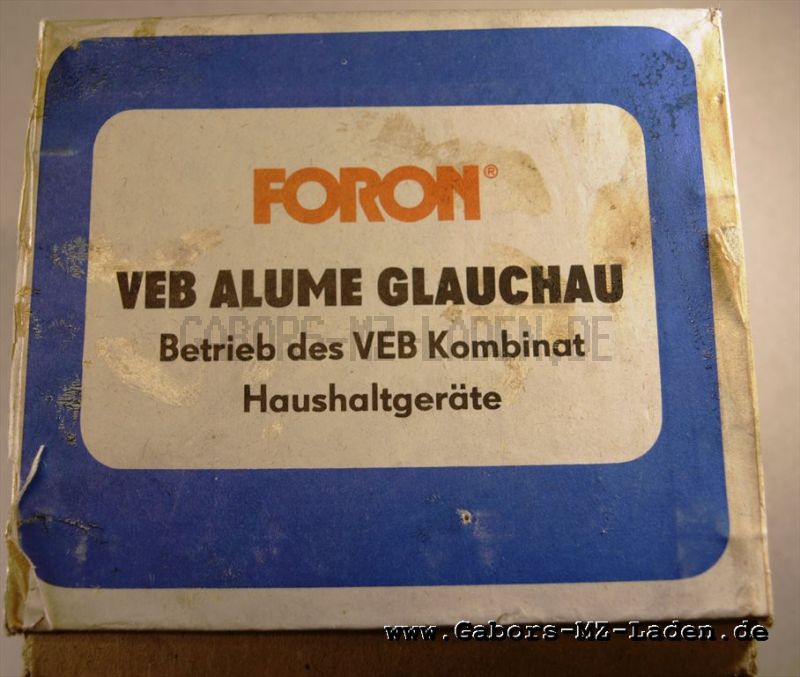 FORON®
VEB ALUME GLAUCHAU
GABORS-MZ-LADEN.DE
Betrieb des VEB Kombinat
Haushaltgeräte
www.Gabors-MZ-Laden.de